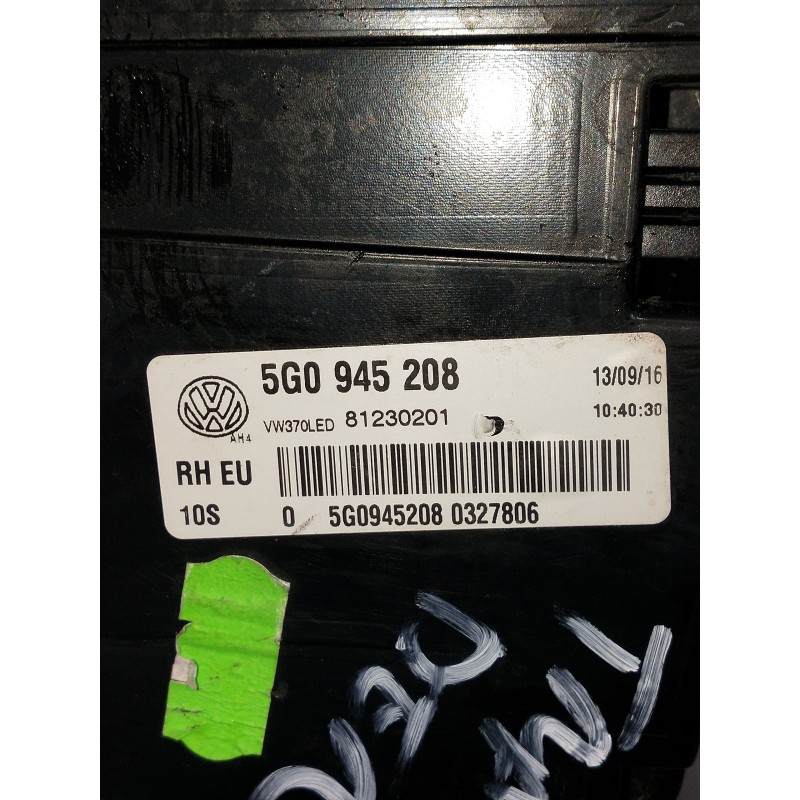 5G0 945 208 13/09/16
VW370LED 81230201 10:40:30
AH4
RH EU
10S 0 5G0945208 0327806